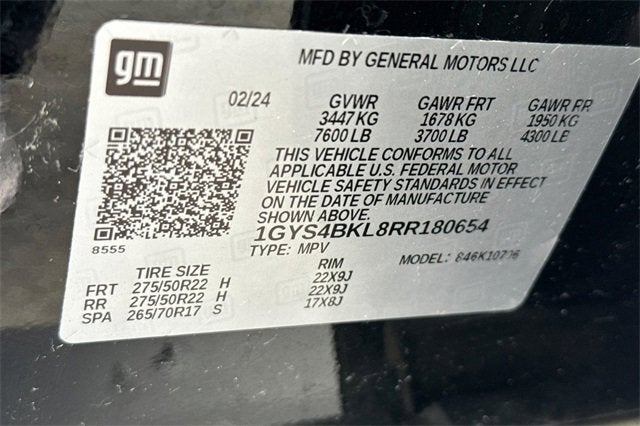 gm
MFD BY GENERAL MOTORS LLC
02/24 GVWR GAWR FRT GAWR RR
3447 KG 1678 KG 1950 KG
7600 LB 3700 LB 4300 LB
THIS VEHICLE CONFORMS TO ALL
APPLICABLE U.S. FEDERAL MOTOR
VEHICLE SAFETY STANDARDS IN EFFECT
ON THE DATE OF MANUFACTURE
SHOWN ABOVE.
8555
1GYS4BKL8RR180654
TYPE: MPV MODEL: 846K10706
TIRE SIZE RIM
FRT 275/50R22 H 22X9J
RR 275/50R22 H 22X9J
SPA 265/70R17 S 17X8J